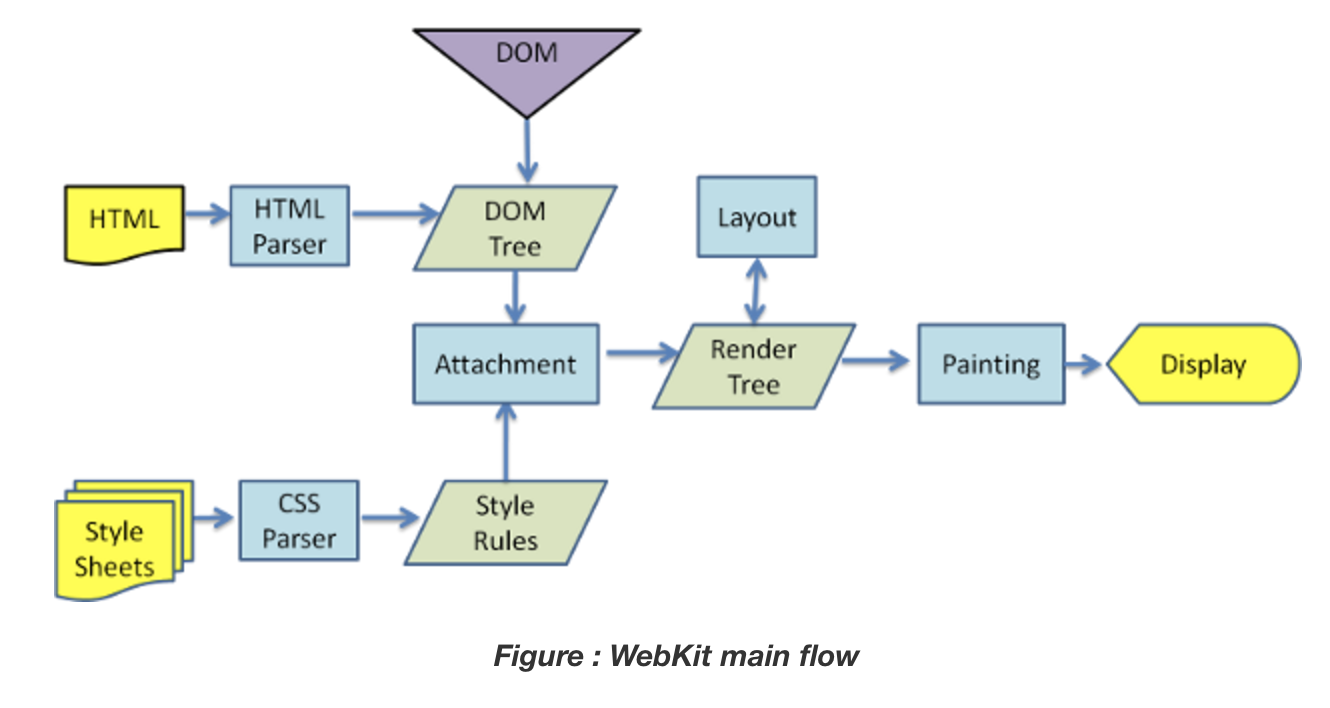 DOM
HTML
HTML
Parser
DOM
Tree
Layout
Attachment
Render
Tree
Painting
Display
Style
Sheets
CSS
Parser
Style
Rules
Figure : WebKit main flow